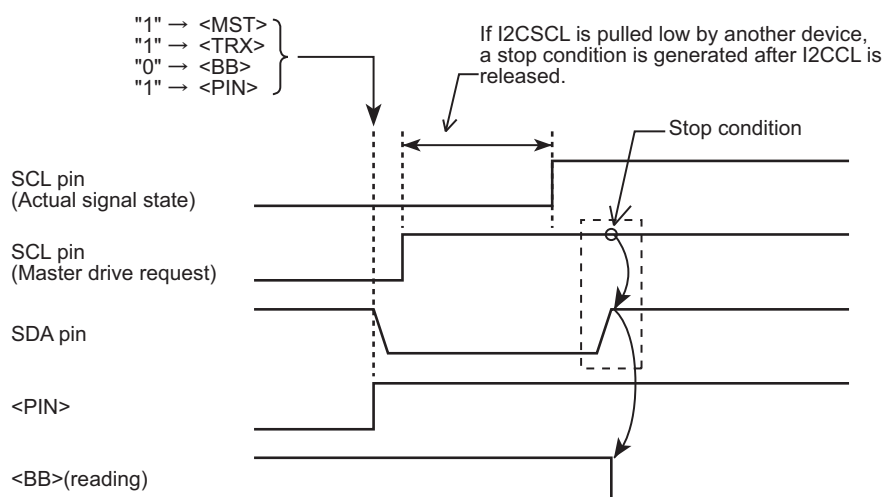 "1" → <MST>
"1" → <TRX>
"0" → <BB>
"1" → <PIN>
If I2CSCL is pulled low by another device,
a stop condition is generated after I2CCL is
released.
Stop condition
SCL pin
(Actual signal state)
SCL pin
(Master drive request)
SDA pin
<PIN>
<BB>(reading)